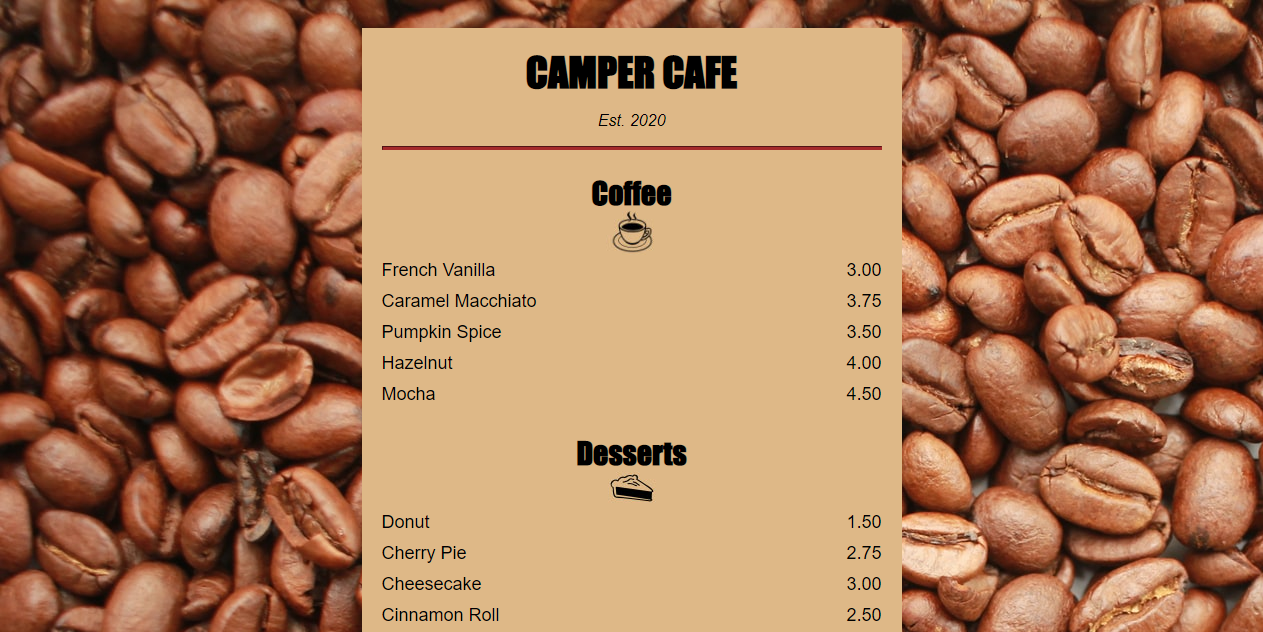 CAMPER CAFE
Est. 2020
Coffee
French Vanilla 3.00
Caramel Macchiato 3.75
Pumpkin Spice 3.50
Hazelnut 4.00
Mocha 4.50
Desserts
Donut 1.50
Cherry Pie 2.75
Cheesecake 3.00
Cinnamon Roll 2.50